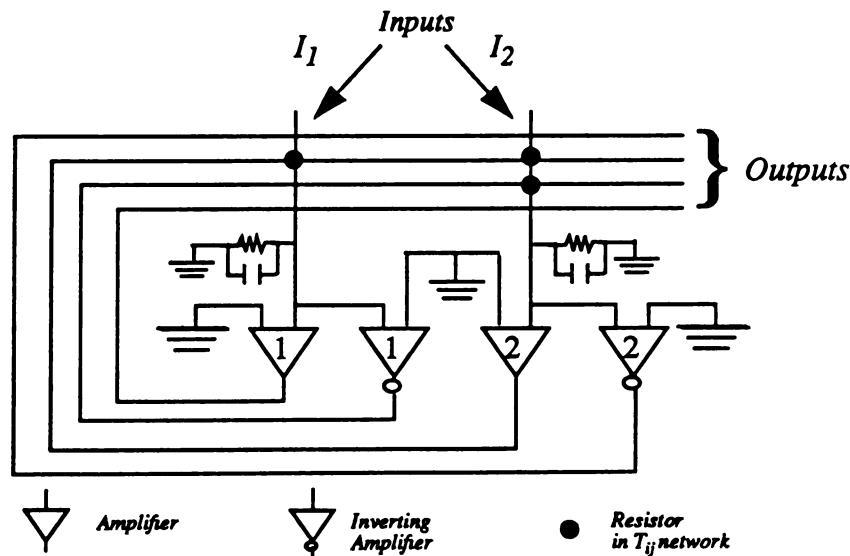 Inputs
I1 I2
} Outputs
1 1 2 2
Amplifier
Inverting
Amplifier
Resistor
in Tij network